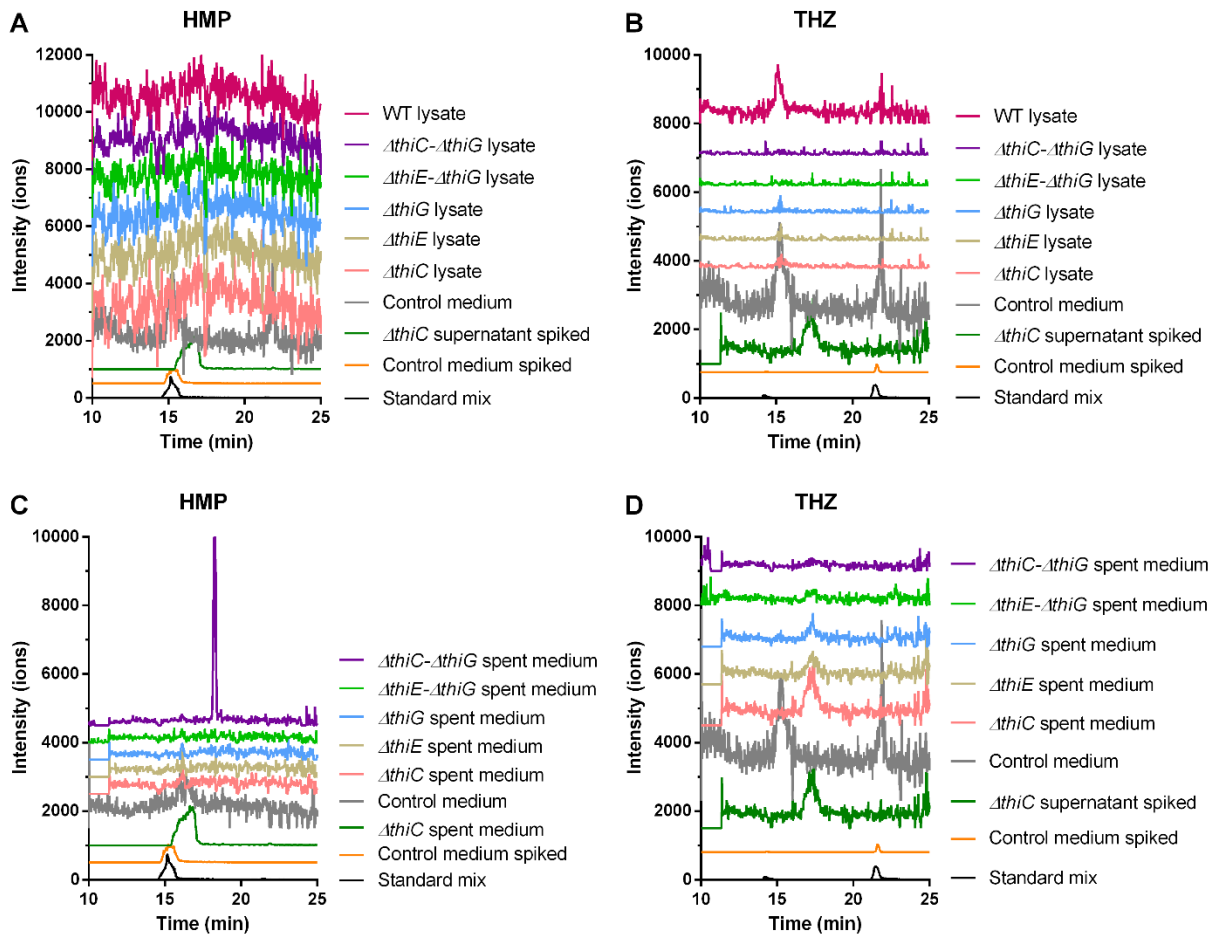 A
HMP
Intensity (ions)
12000
10000
8000
6000
4000
2000
0
10
15
20
25
Time (min)
WT lysate
ΔthiC-ΔthiG lysate
ΔthiE-ΔthiG lysate
ΔthiG lysate
ΔthiE lysate
ΔthiC lysate
Control medium
ΔthiC supernatant spiked
Control medium spiked
Standard mix
B
THZ
Intensity (ions)
10000
8000
6000
4000
2000
0
10
15
20
25
Time (min)
WT lysate
ΔthiC-ΔthiG lysate
ΔthiE-ΔthiG lysate
ΔthiG lysate
ΔthiE lysate
ΔthiC lysate
Control medium
ΔthiC supernatant spiked
Control medium spiked
Standard mix
C
HMP
Intensity (ions)
10000
8000
6000
4000
2000
0
10
15
20
25
Time (min)
ΔthiC-ΔthiG spent medium
ΔthiE-ΔthiG spent medium
ΔthiG spent medium
ΔthiE spent medium
ΔthiC spent medium
Control medium
ΔthiC spent medium
Control medium spiked
Standard mix
D
THZ
Intensity (ions)
10000
8000
6000
4000
2000
0
10
15
20
25
Time (min)
ΔthiC-ΔthiG spent medium
ΔthiE-ΔthiG spent medium
ΔthiG spent medium
ΔthiE spent medium
ΔthiC spent medium
Control medium
ΔthiC supernatant spiked
Control medium spiked
Standard mix